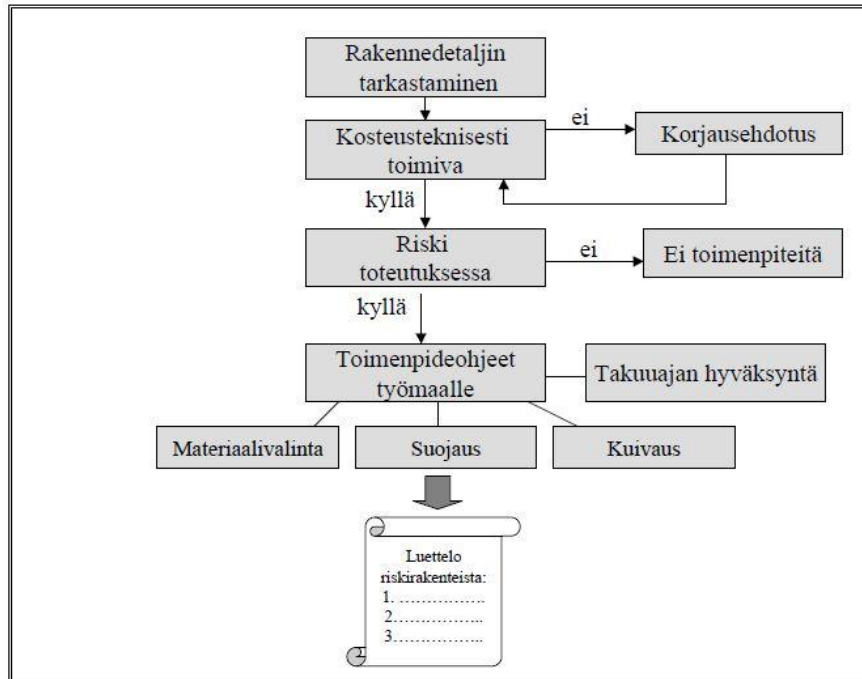 Rakennedetaljin
tarkastaminen
Kosteusteknisesti
toimiva
ei
Korjausehdotus
kyllä
Riski
toteutuksessa
ei
Ei toimenpiteitä
kyllä
Toimenpideohjeet
työmaalle
Takuuajan hyväksyntä
Materiaalivalinta
Suojaus
Kuivaus
Luettelo
riskirakenteista:
1. ……………..
2……………..
3……………..